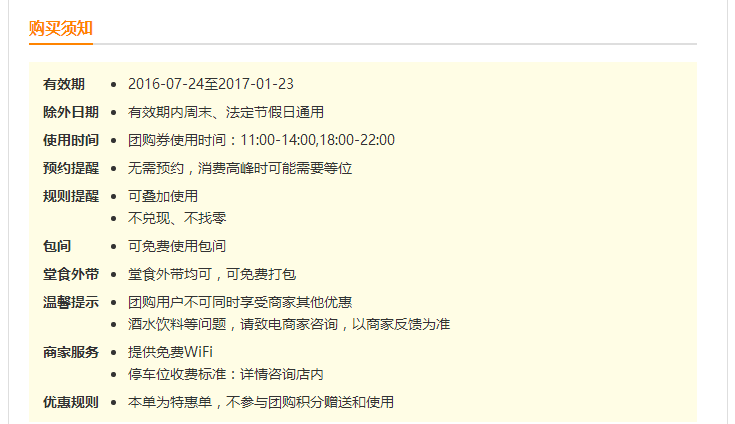 购买须知
有效期 • 2016-07-24至2017-01-23
除外日期 • 有效期内周末、法定节假日通用
使用时间 • 团购券使用时间：11:00-14:00,18:00-22:00
预约提醒 • 无需预约，消费高峰时可能需要等位
规则提醒 • 可叠加使用
• 不兑现、不找零
包间 • 可免费使用包间
堂食外带 • 堂食外带均可，可免费打包
温馨提示 • 团购用户不可同时享受商家其他优惠
• 酒水饮料等问题，请致电商家咨询，以商家反馈为准
商家服务 • 提供免费WiFi
• 停车位收费标准：详情咨询店内
优惠规则 • 本单为特惠单，不参与团购积分赠送和使用